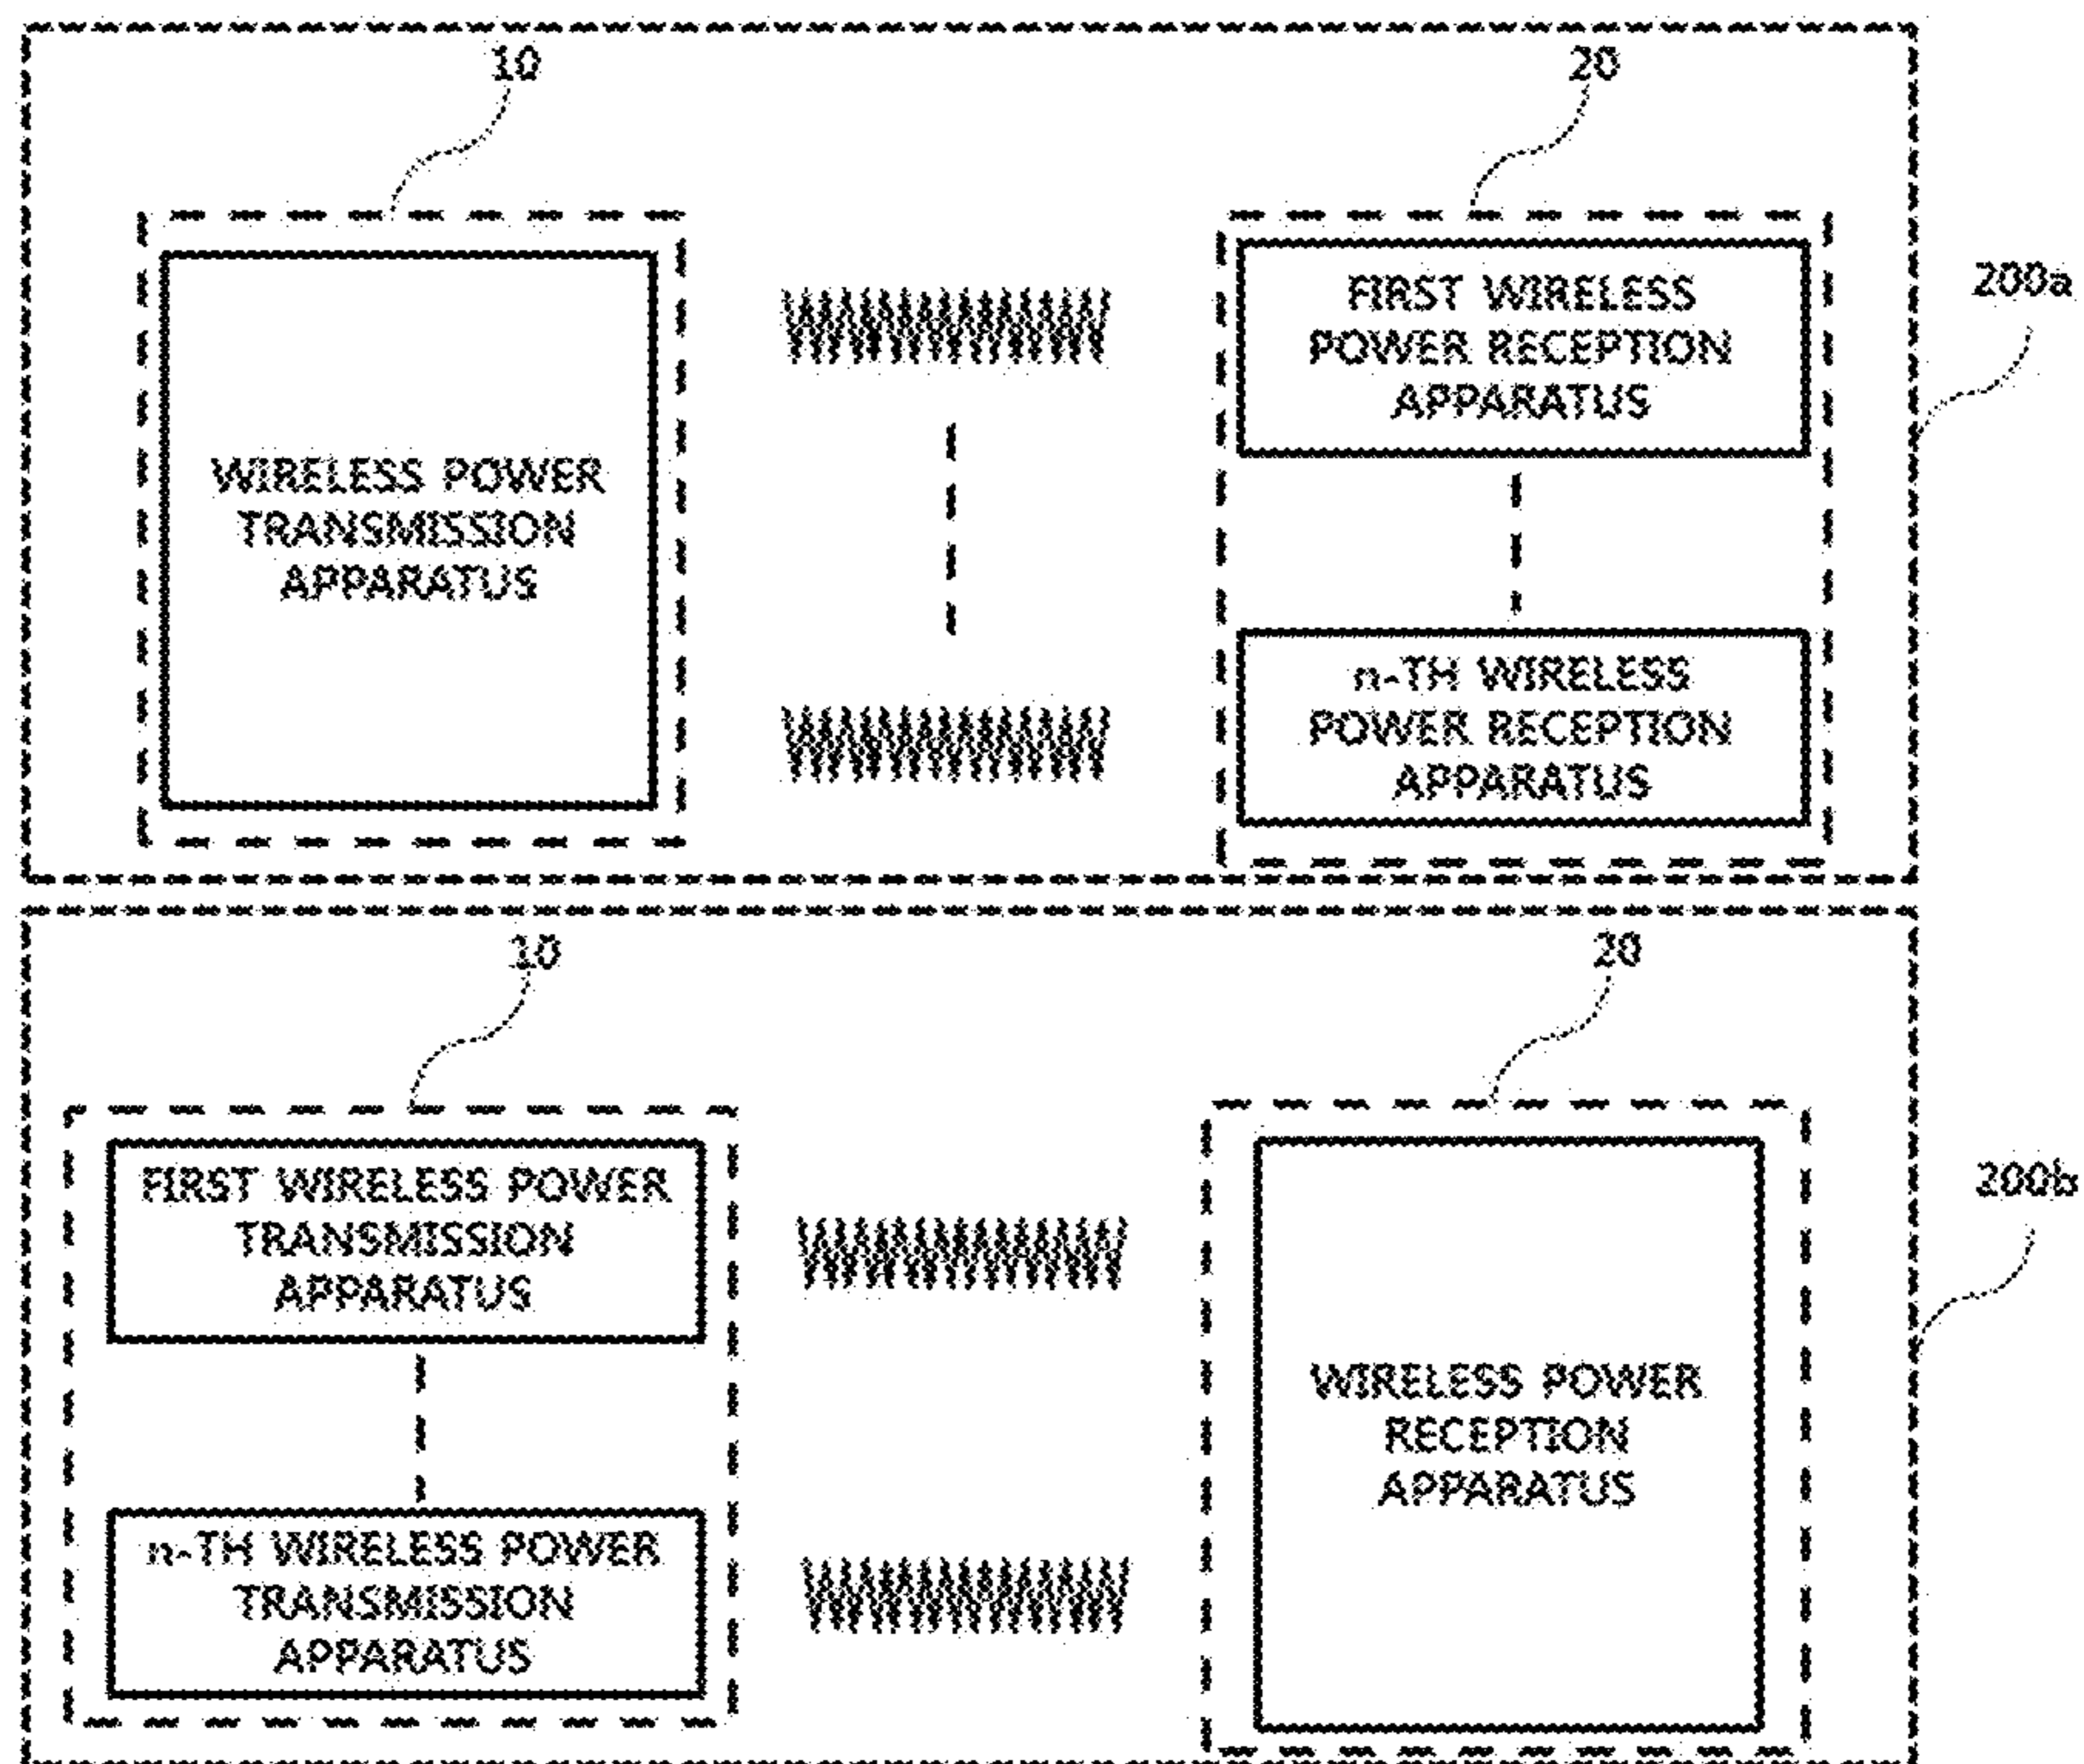 10
20
200a
WIRELESS POWER
TRANSMISSION
APPARATUS
FIRST WIRELESS
POWER RECEPTION
APPARATUS
n-TH WIRELESS
POWER RECEPTION
APPARATUS
10
20
200b
FIRST WIRELESS POWER
TRANSMISSION
APPARATUS
n-TH WIRELESS POWER
TRANSMISSION
APPARATUS
WIRELESS POWER
RECEPTION
APPARATUS